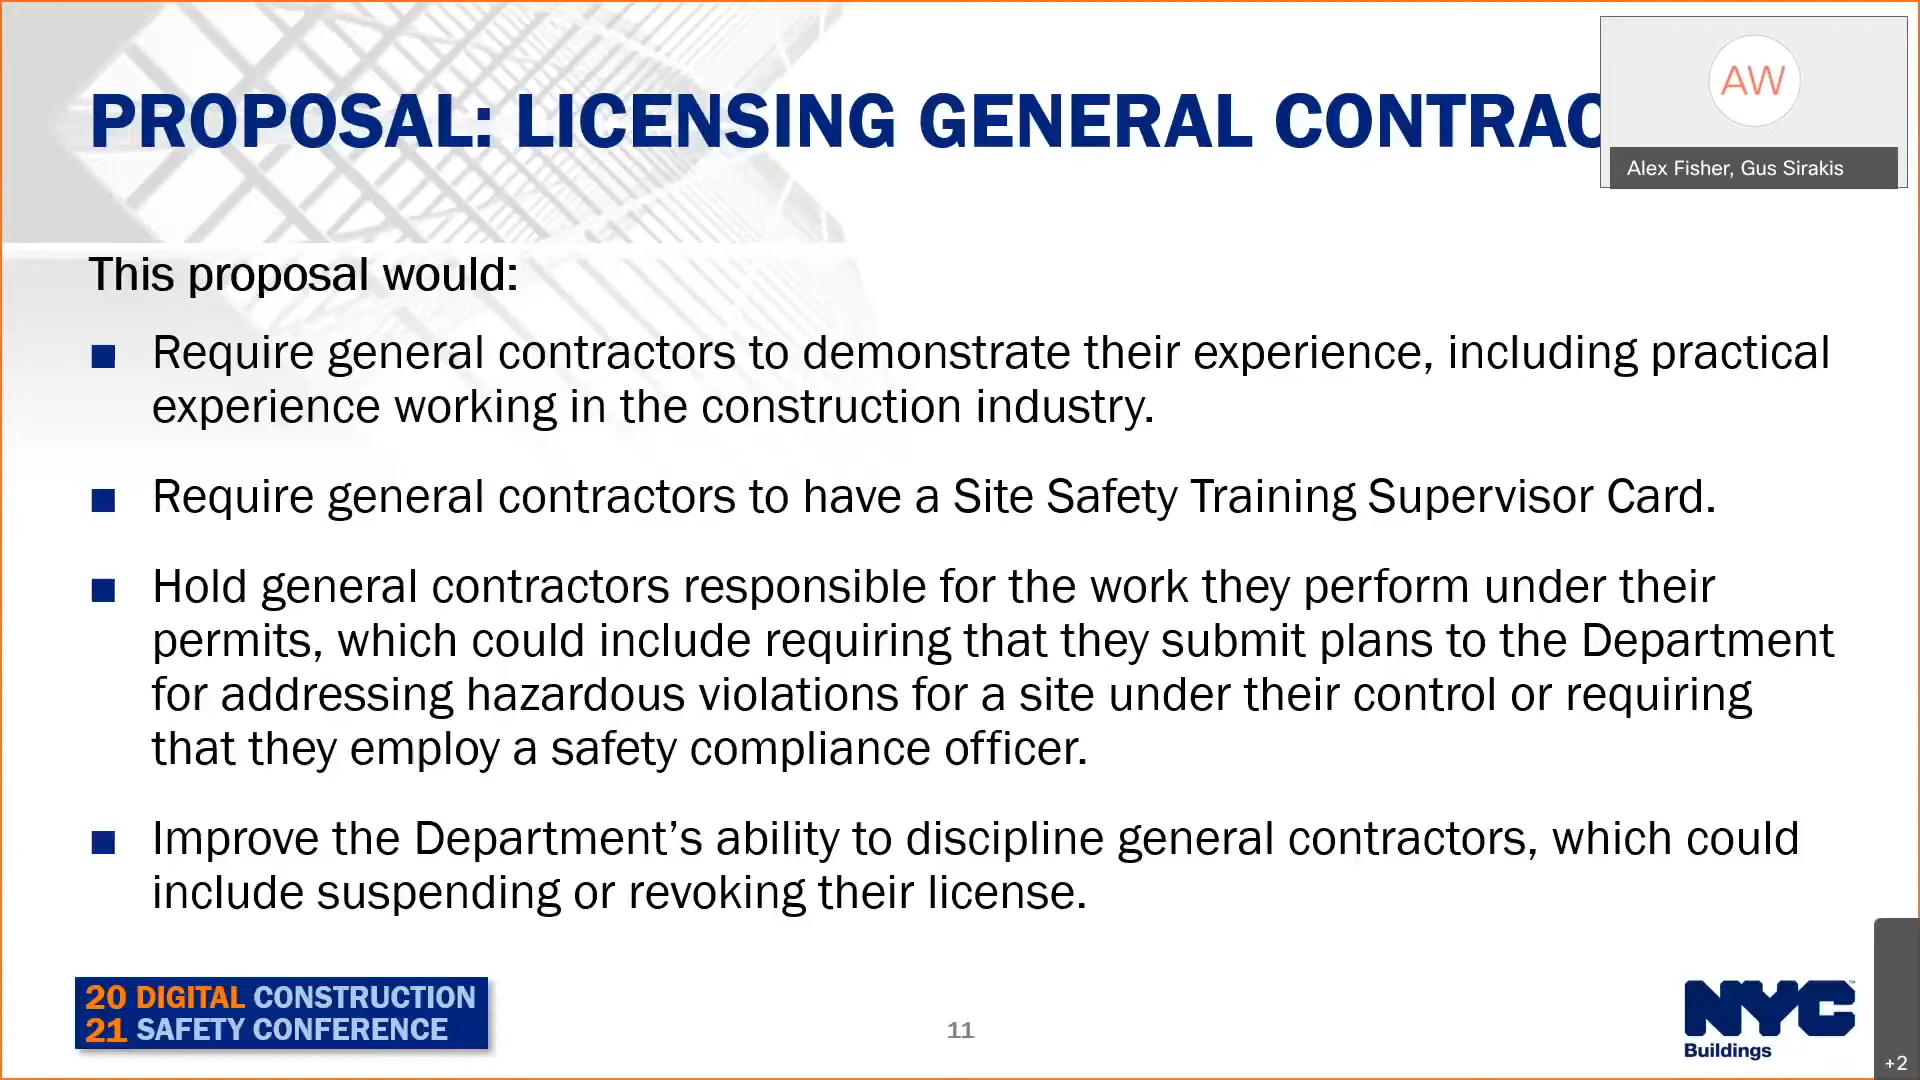 PROPOSAL: LICENSING GENERAL CONTRAC
AW
Alex Fisher, Gus Sirakis
This proposal would:
■ Require general contractors to demonstrate their experience, including practical
experience working in the construction industry.
■ Require general contractors to have a Site Safety Training Supervisor Card.
■ Hold general contractors responsible for the work they perform under their
permits, which could include requiring that they submit plans to the Department
for addressing hazardous violations for a site under their control or requiring
that they employ a safety compliance officer.
■ Improve the Department’s ability to discipline general contractors, which could
include suspending or revoking their license.
20 DIGITAL CONSTRUCTION
21 SAFETY CONFERENCE
11
NYC™
Buildings
+2